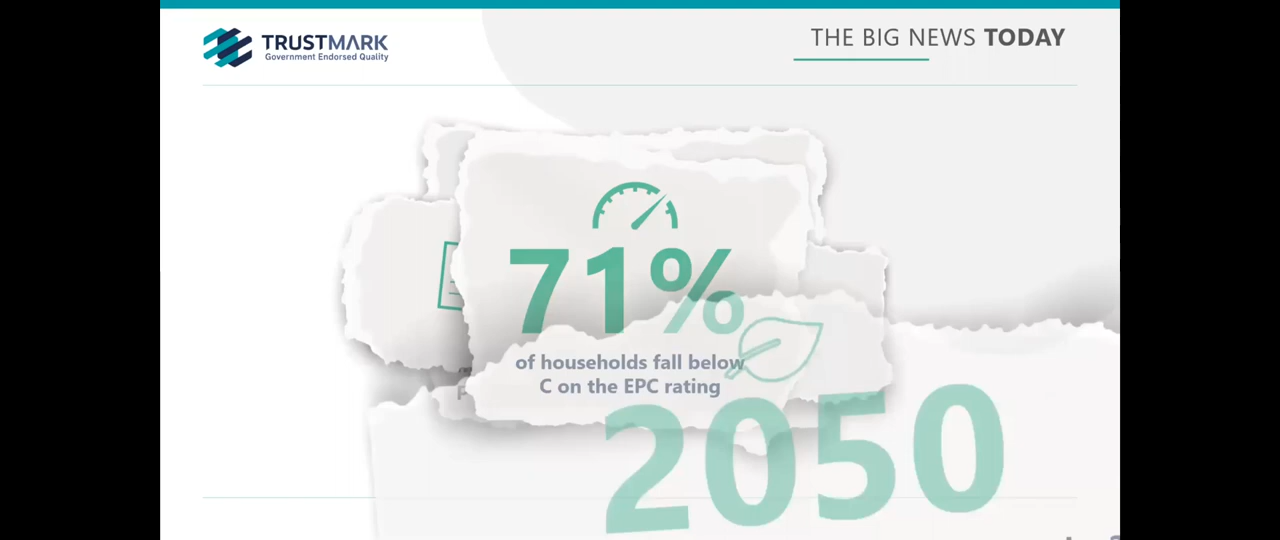 TRUSTMARK
Government Endorsed Quality
THE BIG NEWS TODAY
71%
of households fall below
C on the EPC rating
2050